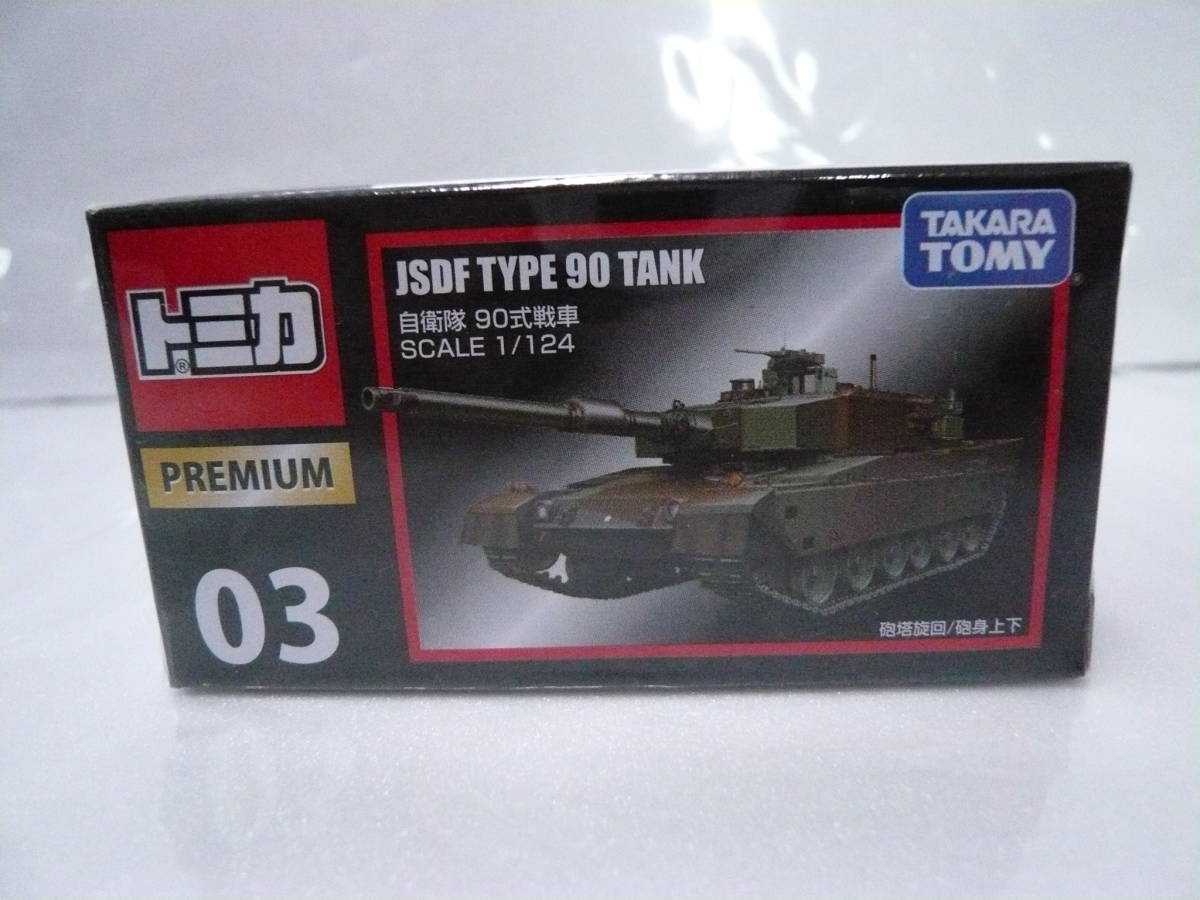 トミカ®
PREMIUM
03
JSDF TYPE 90 TANK
自衛隊 90式戦車
SCALE 1/124
TAKARA
TOMY
砲塔旋回/砲身上下